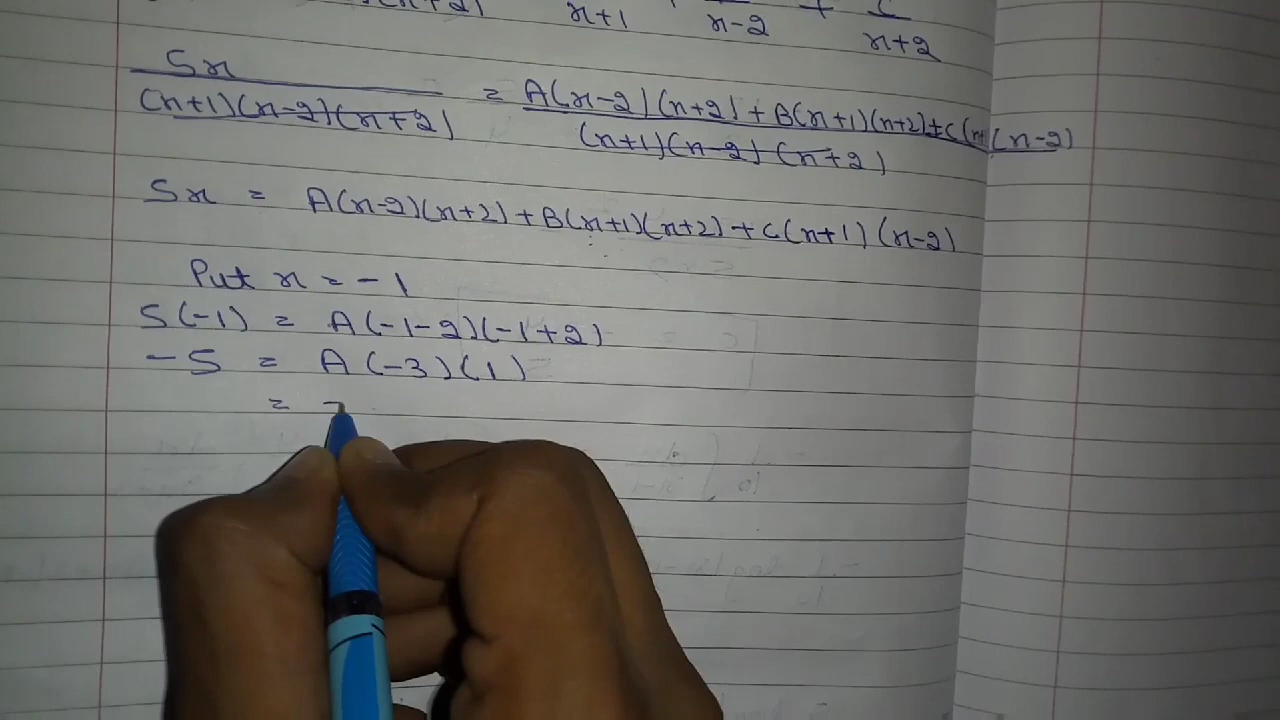 x+1 x-2 + x+2
5x / (x+1)(x-2)(x+2) = A(x-2)(x+2) + B(x+1)(x+2) + C(x+1)(x-2) / (x+1)(x-2)(x+2)
5x = A(x-2)(x+2) + B(x+1)(x+2) + C(x+1)(x-2)
Put x = -1
5(-1) = A(-1-2)(-1+2)
-5 = A(-3)(1)
= -